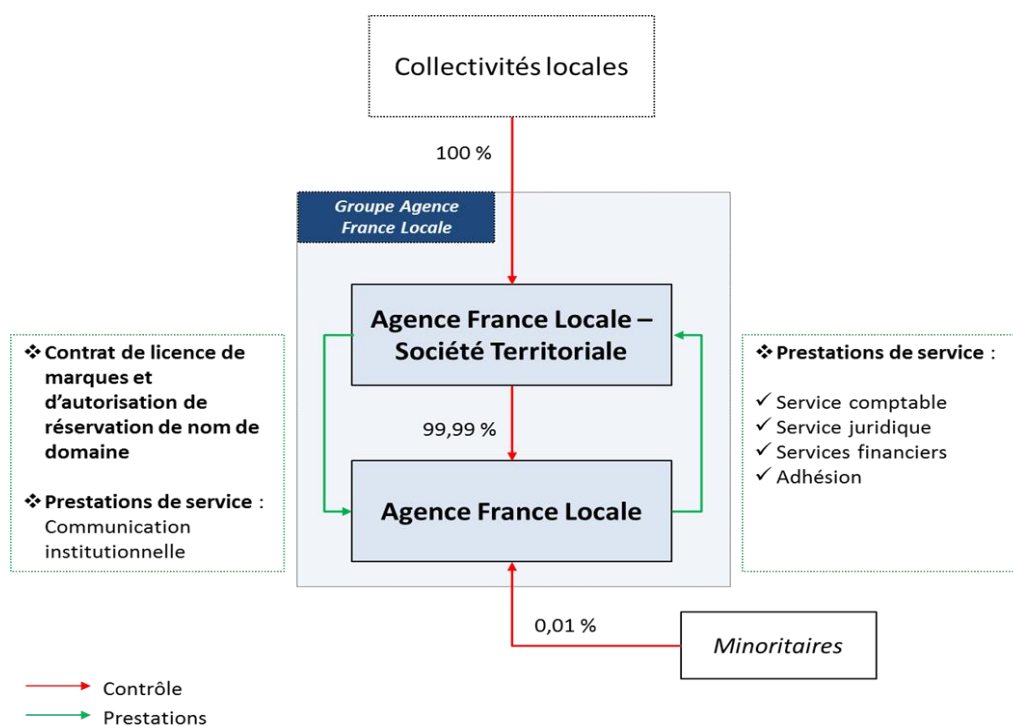 Collectivités locales
100 %
Groupe Agence
France Locale
Agence France Locale –
Société Territoriale
❖ Contrat de licence de
marques et
d'autorisation de
réservation de nom de
domaine
❖ Prestations de service :
Communication
institutionnelle
99,99 %
❖ Prestations de service :
✓ Service comptable
✓ Service juridique
✓ Services financiers
✓ Adhésion
Agence France Locale
0,01 %
Minoritaires
Contrôle
Prestations